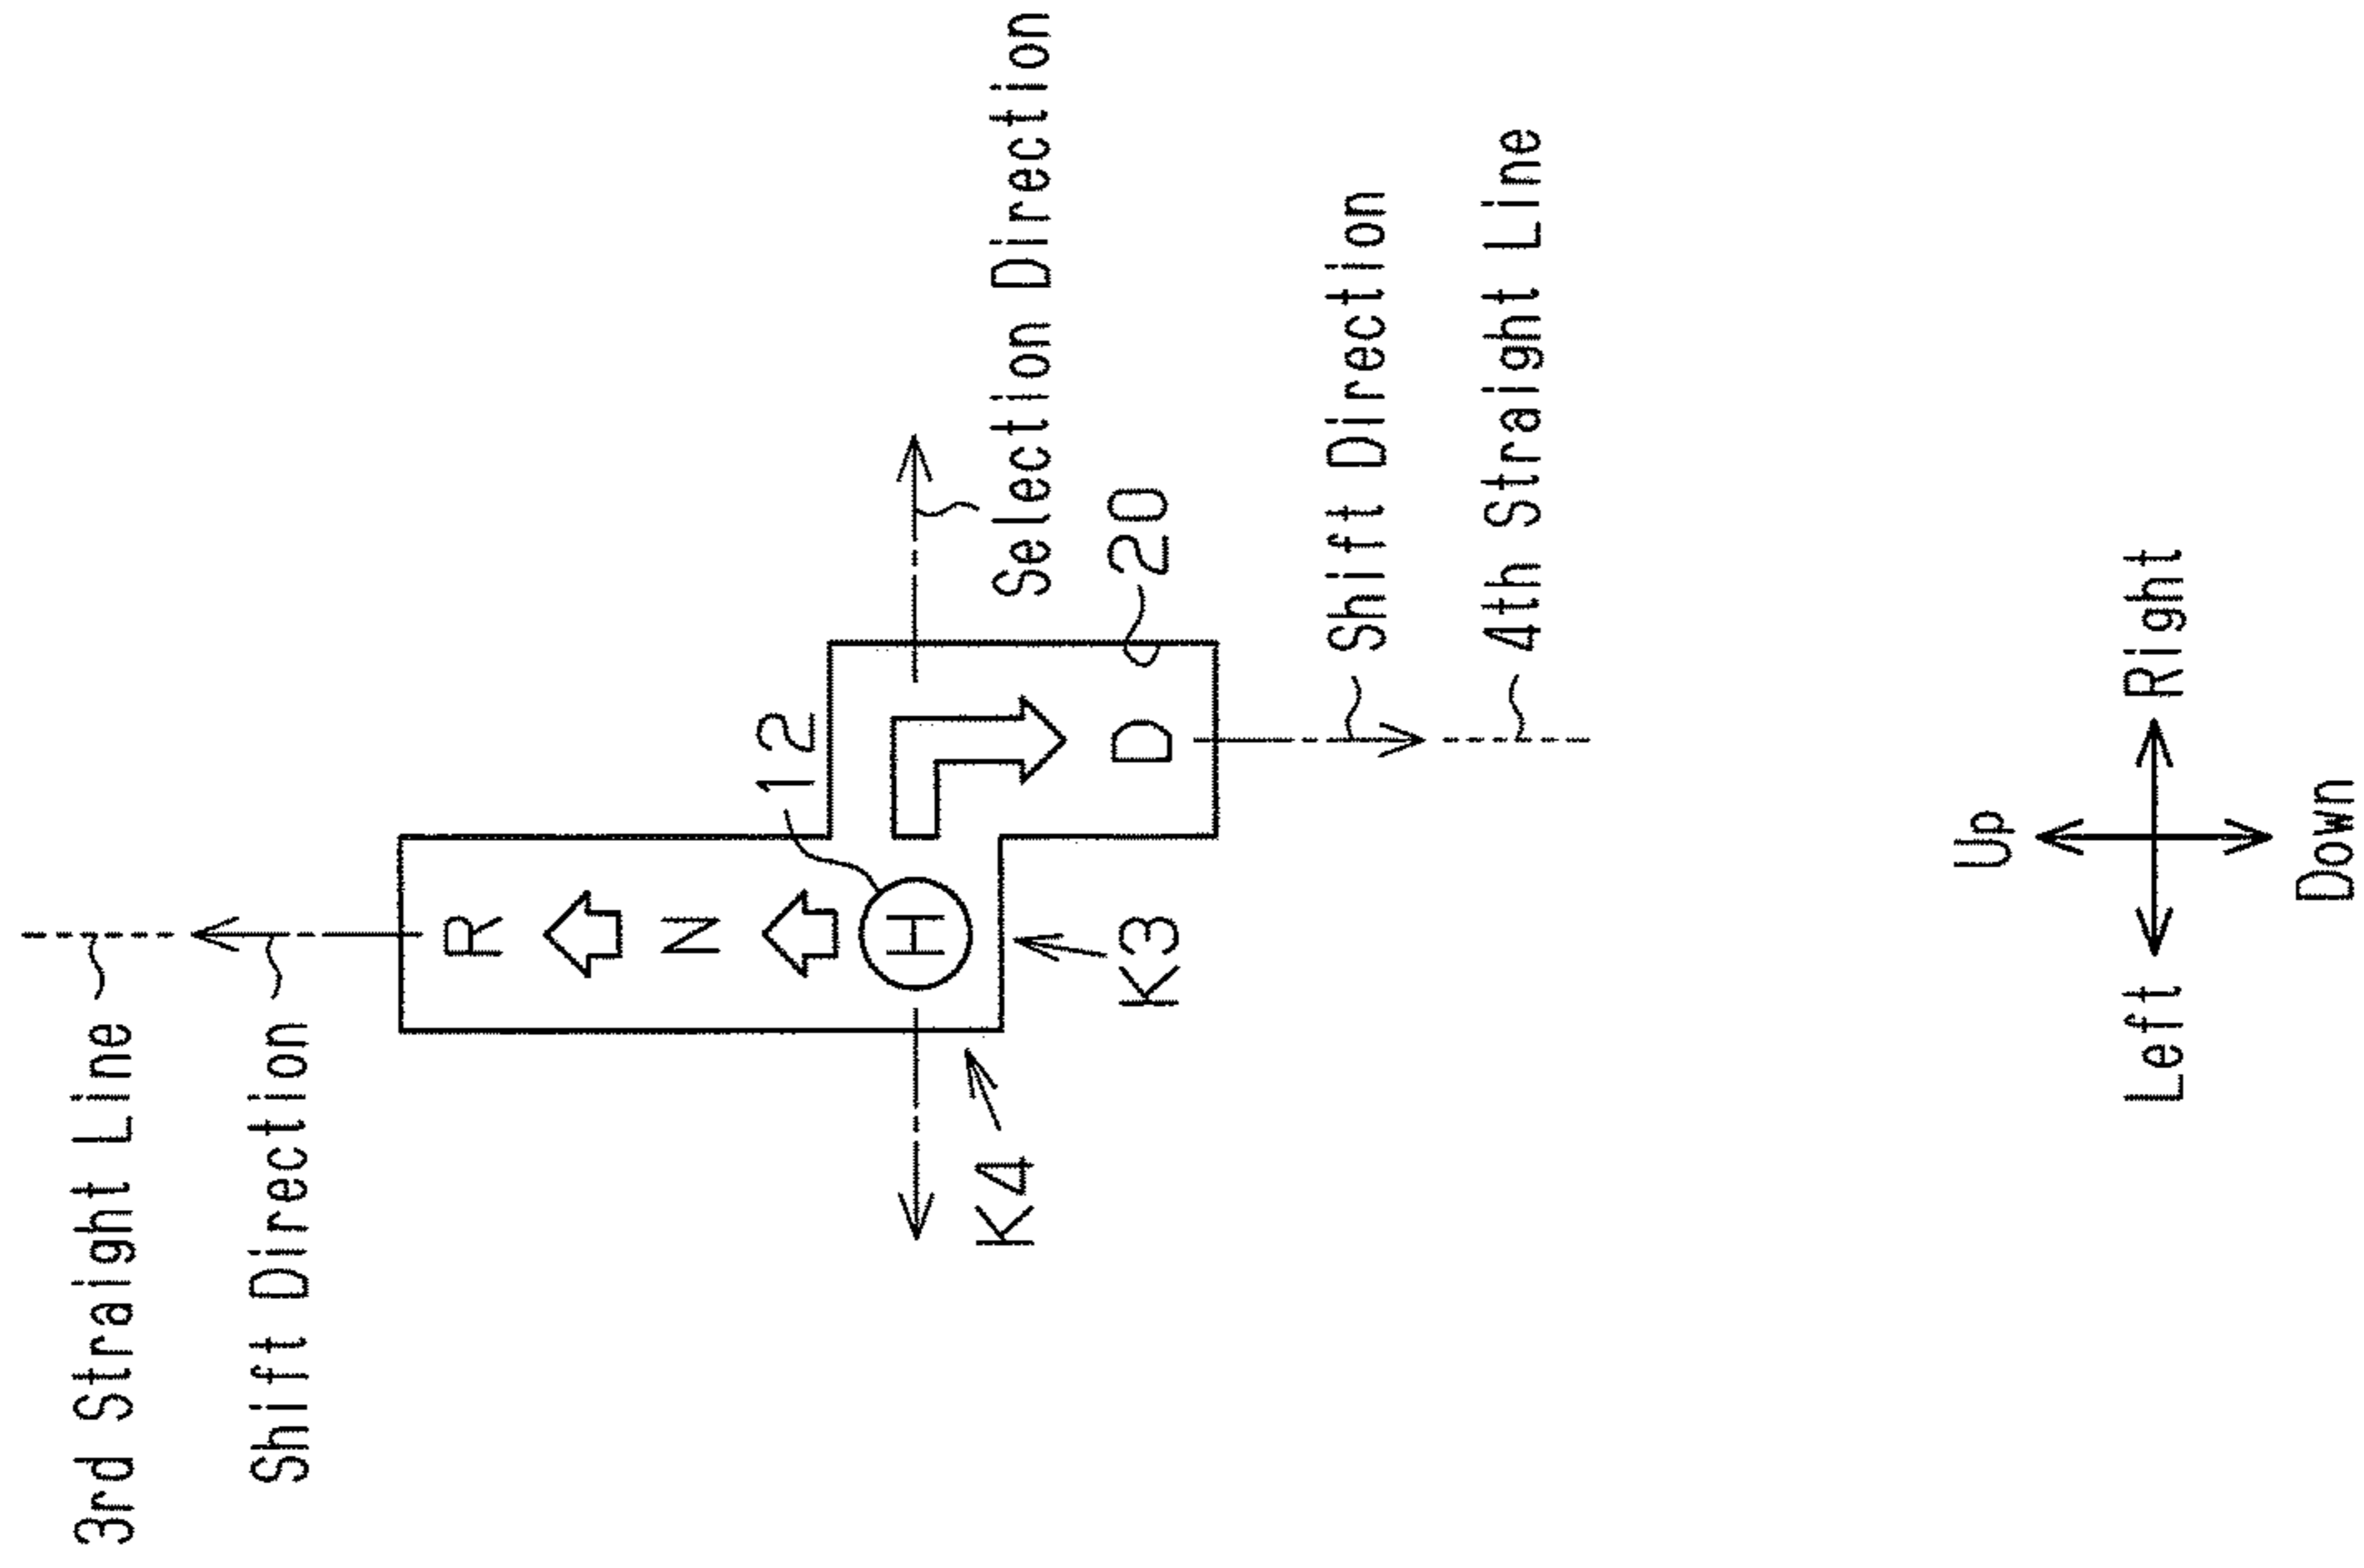 3rd Straight Line
Shift Direction
R
N
H
12
K4
K3
D
20
Selection Direction
Shift Direction
4th Straight Line
Up
Left
Right
Down